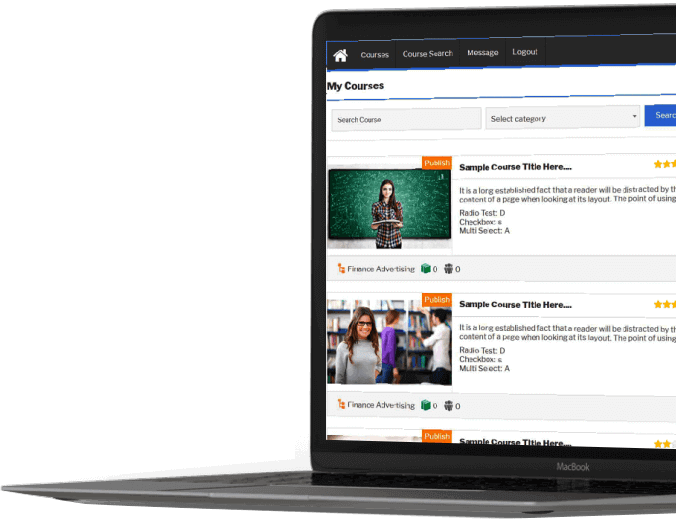 Courses Course Search Message Logout
My Courses
Search Course
Select category
Searc
Publish
Sample Course Title Here....
It is a long established fact that a reader will be distracted by th
content of a page when looking at its layout. The point of using
Radio Test: D
Checkbox: s
Multi Select: A
Finance Advertising 0 0
Publish
Sample Course Title Here....
It is a long established fact that a reader will be distracted by th
content of a page when looking at its layout. The point of using
Radio Test: D
Checkbox: s
Multi Select: A
Finance Advertising 0 0
Publish
Sample Course Title Here....
MacBook